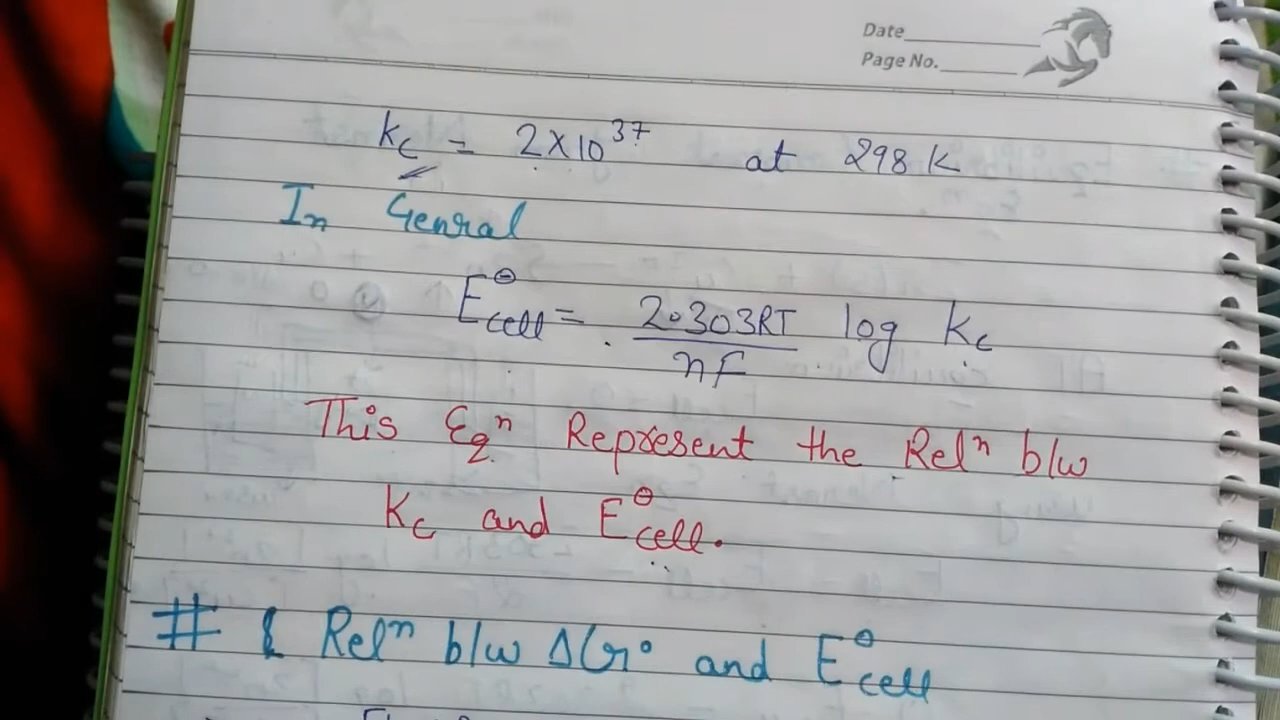 Date
Page No.
Kc = 2×10³⁷ at 298 K
In Genral
E⊖cell = 2.303RT/nF log Kc
This Eqⁿ Represent the Relⁿ b/w
Kc and E⊖cell.
# Relⁿ b/w ΔGr° and E⊖cell